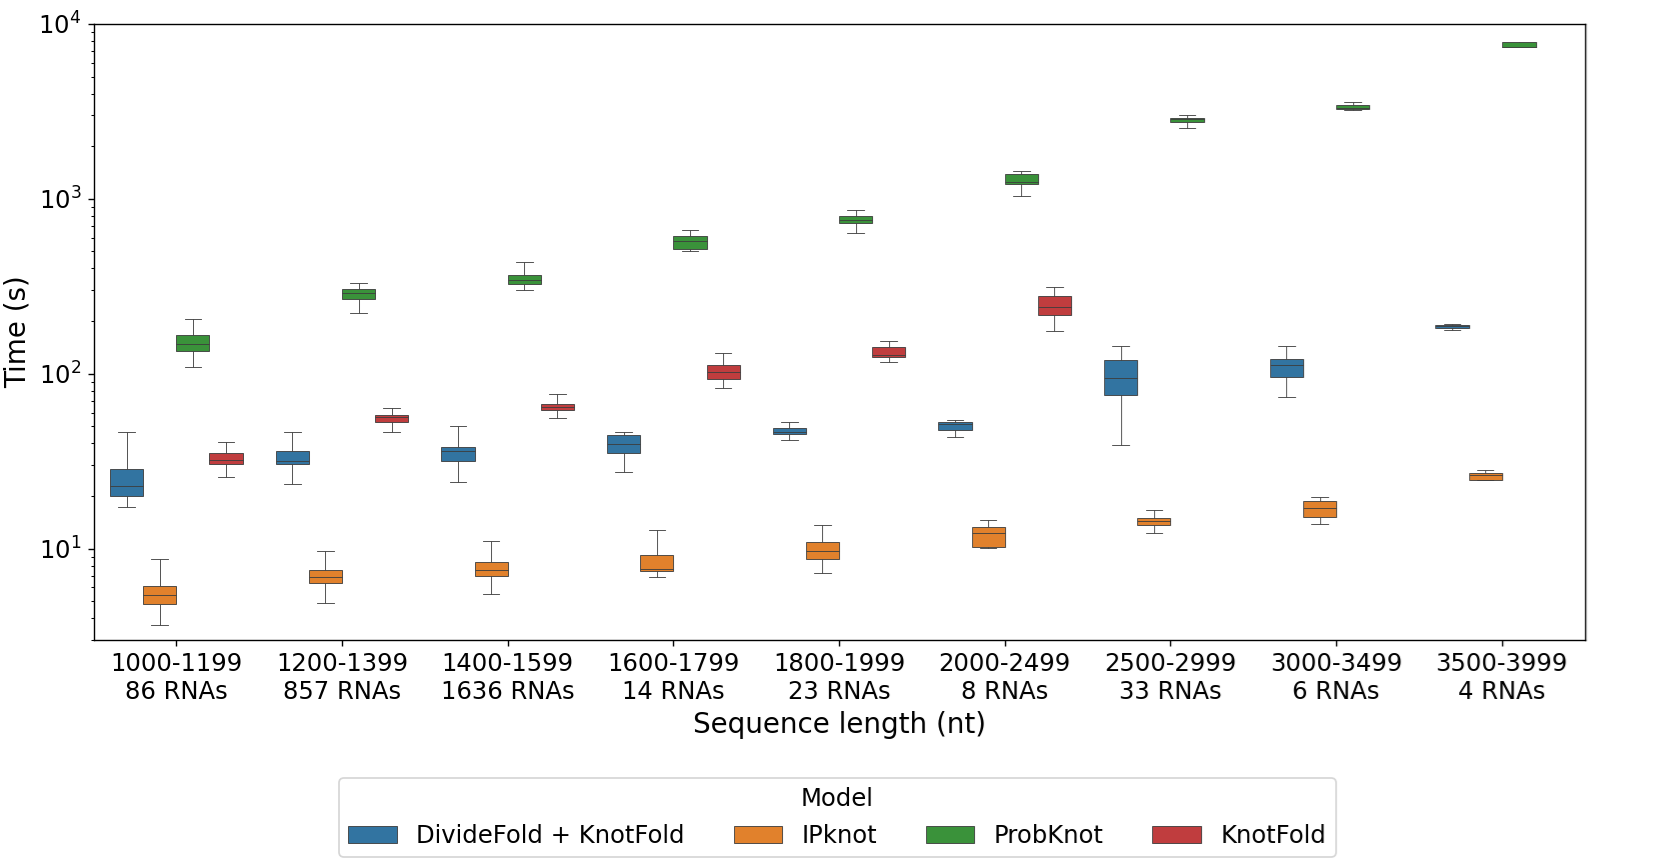 10^4
10^3
10^2
10^1
Time (s)
1000-1199 1200-1399 1400-1599 1600-1799 1800-1999 2000-2499 2500-2999 3000-3499 3500-3999
86 RNAs 857 RNAs 1636 RNAs 14 RNAs 23 RNAs 8 RNAs 33 RNAs 6 RNAs 4 RNAs
Sequence length (nt)
Model
DivideFold + KnotFold IPknot ProbKnot KnotFold